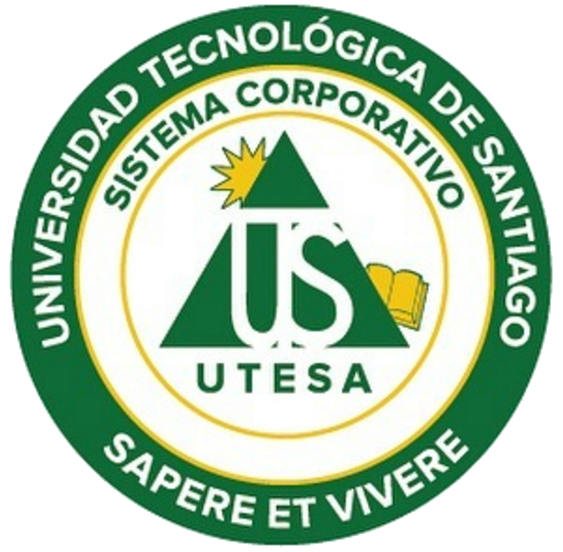 UNIVERSIDAD TECNOLÓGICA DE SANTIAGO
SISTEMA CORPORATIVO
US
UTESA
SAPERE ET VIVERE